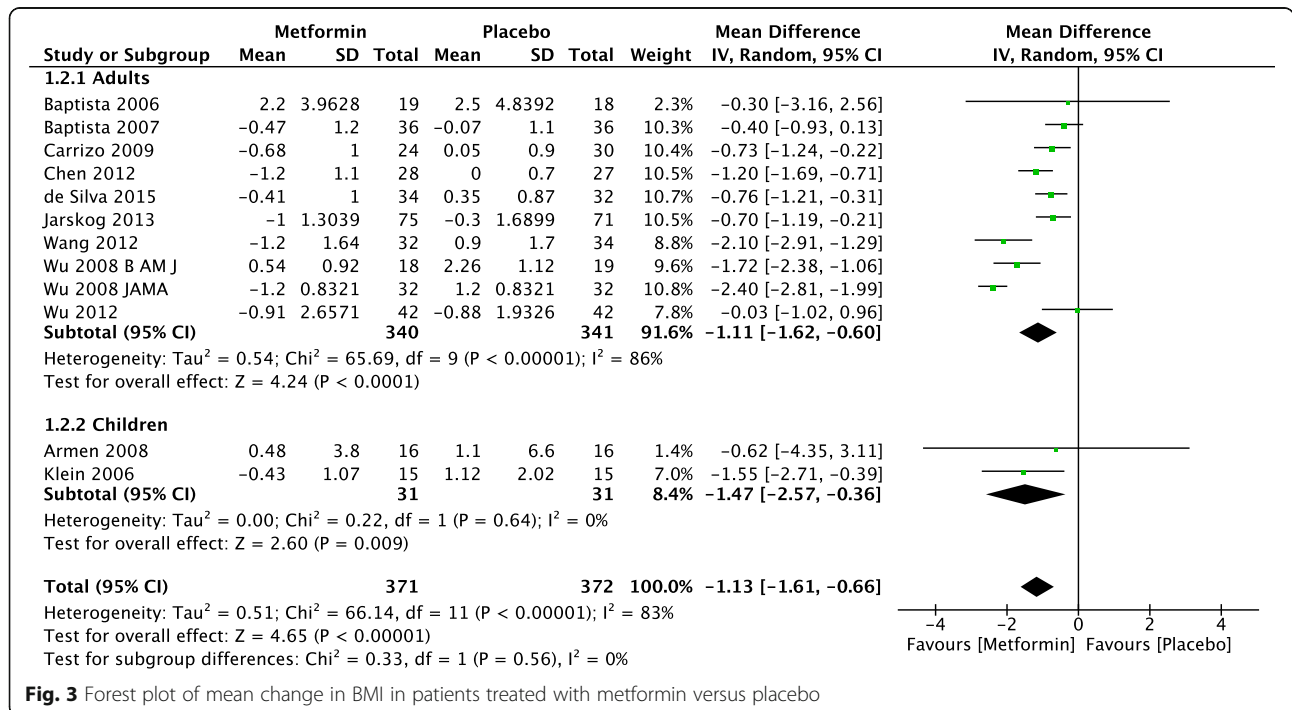 Metformin Placebo Mean Difference Mean Difference
Study or Subgroup Mean SD Total Mean SD Total Weight IV, Random, 95% CI IV, Random, 95% CI
1.2.1 Adults
Baptista 2006 2.2 3.9628 19 2.5 4.8392 18 2.3% −0.30 [−3.16, 2.56]
Baptista 2007 −0.47 1.2 36 −0.07 1.1 36 10.3% −0.40 [−0.93, 0.13]
Carrizo 2009 −0.68 1 24 0.05 0.9 30 10.4% −0.73 [−1.24, −0.22]
Chen 2012 −1.2 1.1 28 0 0.7 27 10.5% −1.20 [−1.69, −0.71]
de Silva 2015 −0.41 1 34 0.35 0.87 32 10.7% −0.76 [−1.21, −0.31]
Jarskog 2013 −1 1.3039 75 −0.3 1.6899 71 10.5% −0.70 [−1.19, −0.21]
Wang 2012 −1.2 1.64 32 0.9 1.7 34 8.8% −2.10 [−2.91, −1.29]
Wu 2008 B AM J 0.54 0.92 18 2.26 1.12 19 9.6% −1.72 [−2.38, −1.06]
Wu 2008 JAMA −1.2 0.8321 32 1.2 0.8321 32 10.8% −2.40 [−2.81, −1.99]
Wu 2012 −0.91 2.6571 42 −0.88 1.9326 42 7.8% −0.03 [−1.02, 0.96]
Subtotal (95% CI) 340 341 91.6% −1.11 [−1.62, −0.60]
Heterogeneity: Tau² = 0.54; Chi² = 65.69, df = 9 (P < 0.00001); I² = 86%
Test for overall effect: Z = 4.24 (P < 0.0001)
1.2.2 Children
Armen 2008 0.48 3.8 16 1.1 6.6 16 1.4% −0.62 [−4.35, 3.11]
Klein 2006 −0.43 1.07 15 1.12 2.02 15 7.0% −1.55 [−2.71, −0.39]
Subtotal (95% CI) 31 31 8.4% −1.47 [−2.57, −0.36]
Heterogeneity: Tau² = 0.00; Chi² = 0.22, df = 1 (P = 0.64); I² = 0%
Test for overall effect: Z = 2.60 (P = 0.009)
Total (95% CI) 371 372 100.0% −1.13 [−1.61, −0.66]
Heterogeneity: Tau² = 0.51; Chi² = 66.14, df = 11 (P < 0.00001); I² = 83%
Test for overall effect: Z = 4.65 (P < 0.00001)
Test for subgroup differences: Chi² = 0.33, df = 1 (P = 0.56), I² = 0%
−4 −2 0 2 4
Favours [Metformin] Favours [Placebo]
Fig. 3 Forest plot of mean change in BMI in patients treated with metformin versus placebo